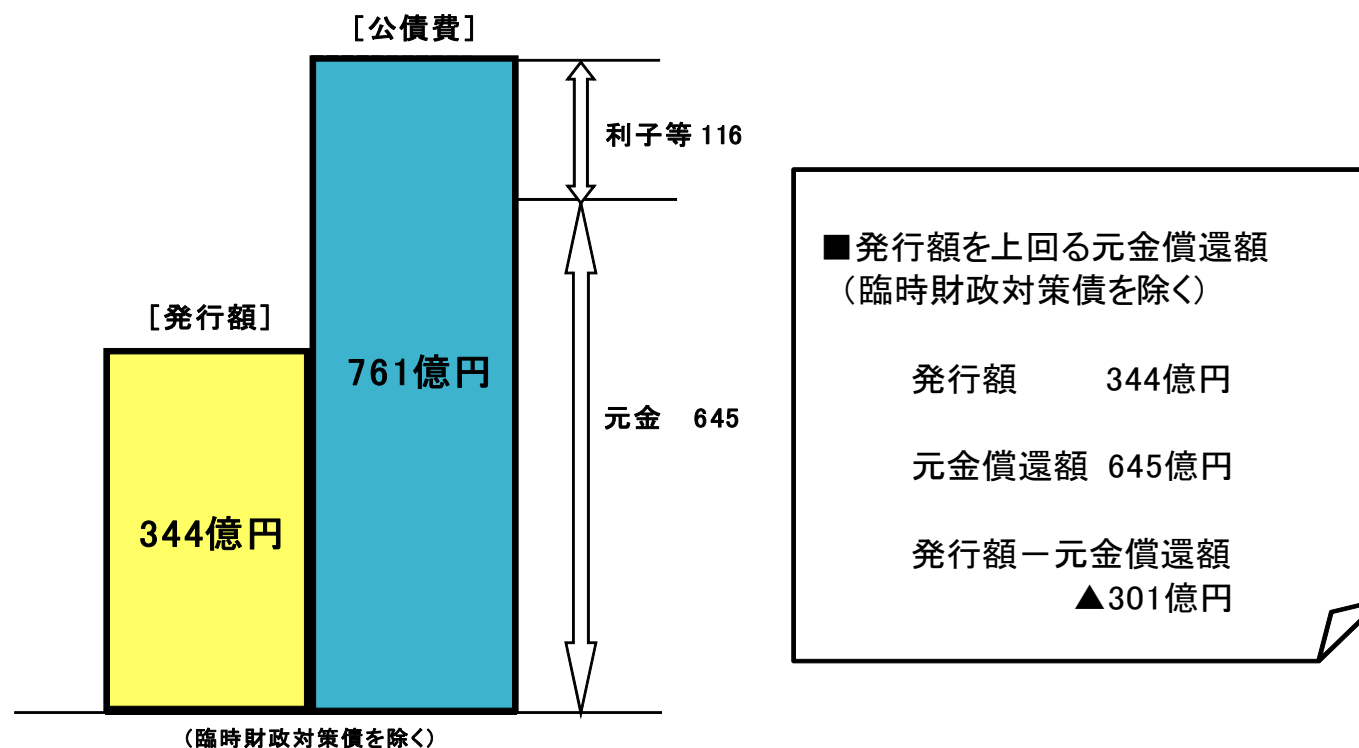 ［公債費］
利子等 116
［発行額］
761億円
元金　645
344億円
（臨時財政対策債を除く）
■発行額を上回る元金償還額
（臨時財政対策債を除く）
発行額　　344億円
元金償還額 645億円
発行額－元金償還額
▲301億円